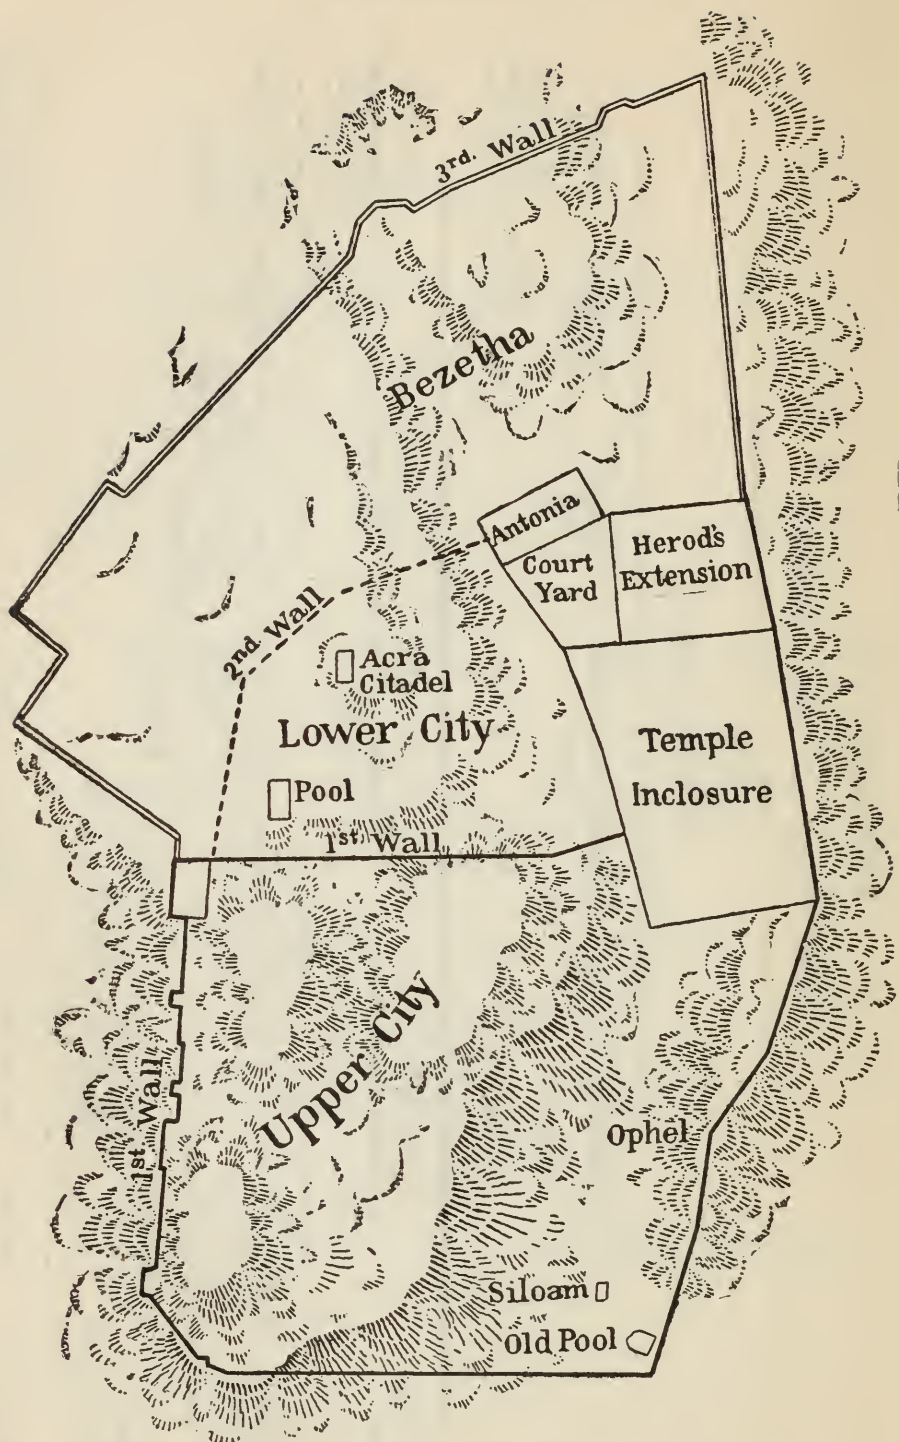 3rd. Wall
Bezetha
Antonia
Court
Yard
Herod's
Extension
2nd. Wall
Acra
Citadel
Lower City
Temple
Inclosure
Pool
1st. Wall
Upper City
1st Wall
Ophel
Siloam
Old Pool